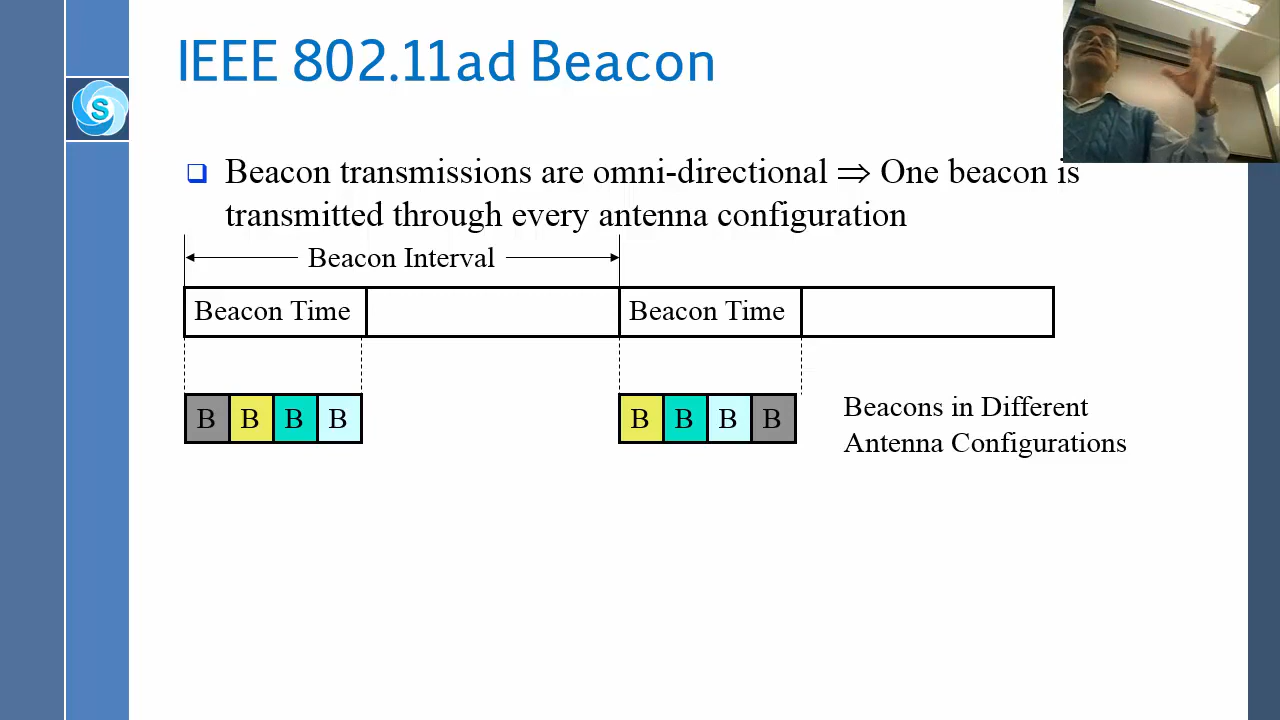 IEEE 802.11ad Beacon
S
Beacon transmissions are omni-directional ⇒ One beacon is
transmitted through every antenna configuration
Beacon Interval
Beacon Time
Beacon Time
B B B B
B B B B
Beacons in Different
Antenna Configurations